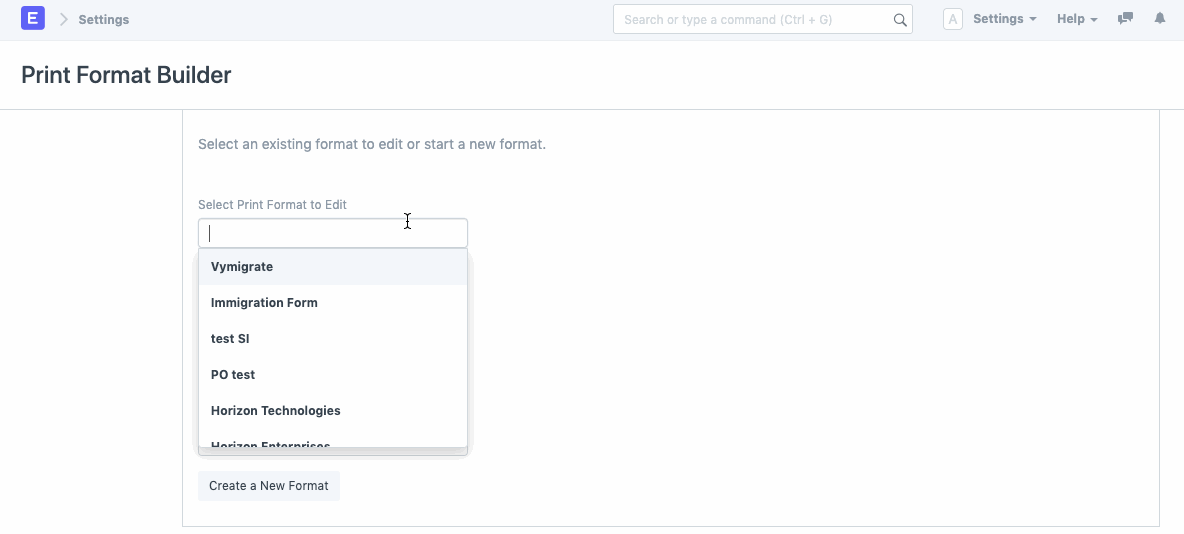 E Settings Search or type a command (Ctrl + G) A Settings Help
Print Format Builder
Select an existing format to edit or start a new format.
Select Print Format to Edit
Vymigrate
Immigration Form
test SI
PO test
Horizon Technologies
Horizon Enterprises
Create a New Format